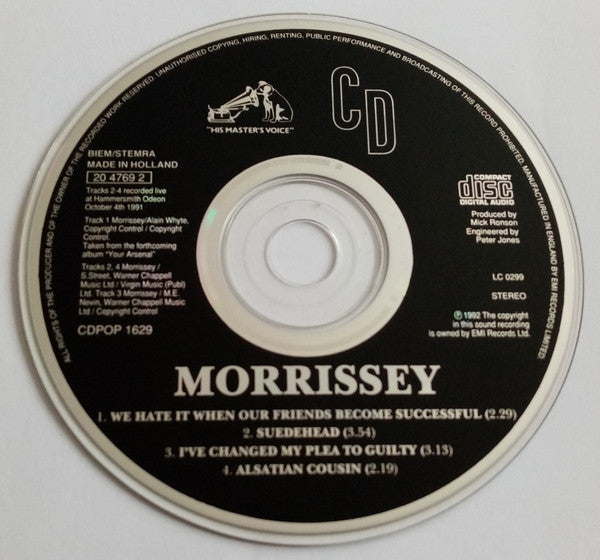 ALL RIGHTS OF THE PRODUCER AND OF THE OWNER OF THE RECORDED WORK RESERVED. UNAUTHORISED COPYING, HIRING, RENTING, PUBLIC PERFORMANCE AND BROADCASTING OF THIS RECORD PROHIBITED. MANUFACTURED IN ENGLAND BY EMI RECORDS LIMITED
"HIS MASTER'S VOICE"
CD
BIEM/STEMRA
MADE IN HOLLAND
20 4769 2
Tracks 2-4 recorded live
at Hammersmith Odeon
October 4th 1991
Track 1 Morrissey/Alain Whyte,
Copyright Control / Copyright
Control.
Taken from the forthcoming
album "Your Arsenal"
Tracks 2, 4 Morrissey /
S.Street, Warner Chappell
Music Ltd / Virgin Music (Publ)
Ltd. Track 3 Morrissey / M.E.
Nevin, Warner Chappell Music
Ltd / Copyright Control
CDPOP 1629
COMPACT
disc
DIGITAL AUDIO
Produced by
Mick Ronson
Engineered by
Peter Jones
LC 0299
STEREO
℗ 1992 The copyright
in this sound recording
is owned by EMI Records Ltd.
MORRISSEY
1. WE HATE IT WHEN OUR FRIENDS BECOME SUCCESSFUL (2.29)
2. SUEDEHEAD (3.54)
3. I'VE CHANGED MY PLEA TO GUILTY (3.13)
4. ALSATIAN COUSIN (2.19)